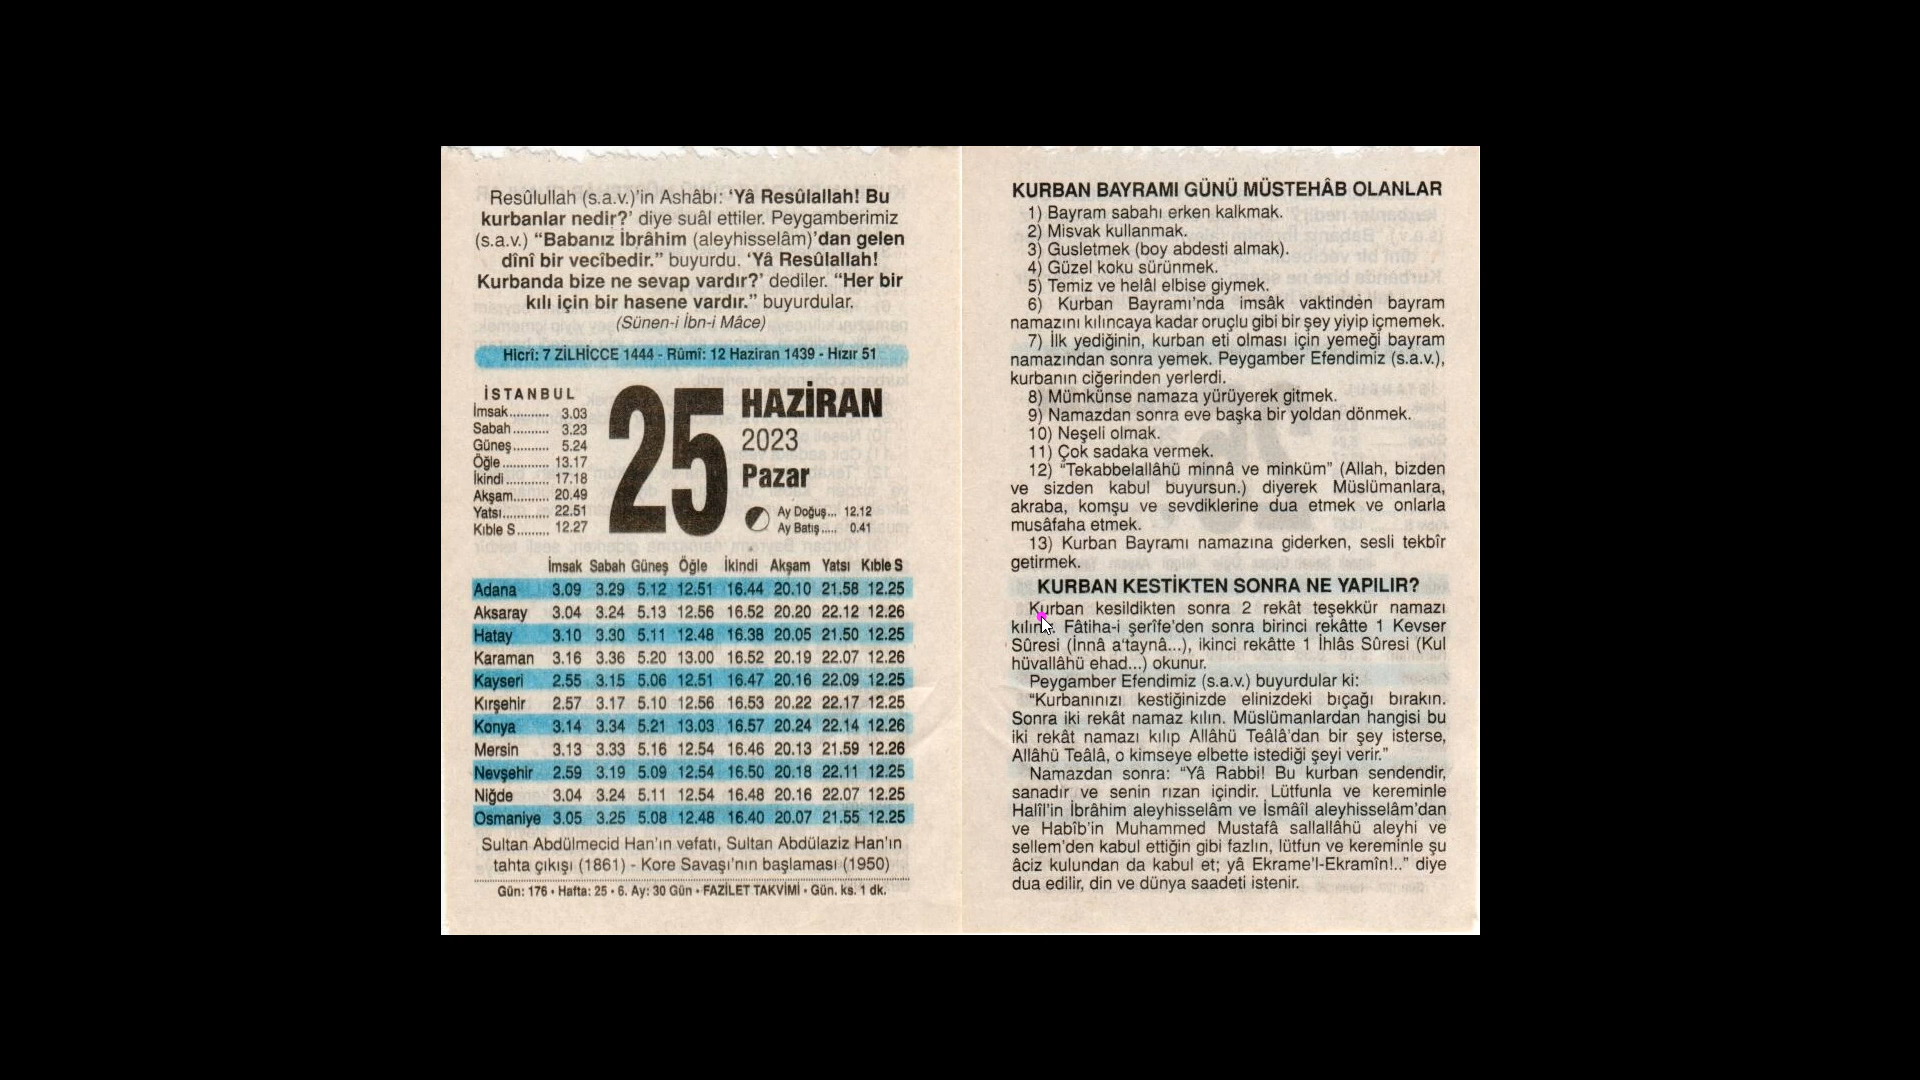 Resûlullah (s.a.v.)'in Ashâbı: ‘Yâ Resûlallah! Bu
kurbanlar nedir?’ diye suâl ettiler. Peygamberimiz
(s.a.v.) “Babanız İbrâhim (aleyhisselâm)'dan gelen
dînî bir vecîbedir.” buyurdu. ‘Yâ Resûlallah!
Kurbanda bize ne sevap vardır?’ dediler. “Her bir
kılı için bir hasene vardır.” buyurdular.
(Sünen-i İbn-i Mâce)
Hicrî: 7 ZİLHİCCE 1444 - Rûmî: 12 Haziran 1439 - Hızır 51
İSTANBUL
İmsak........... 3.03
Sabah.......... 3.23
Güneş.......... 5.24
Öğle............. 13.17
İkindi............ 17.18
Akşam.......... 20.49
Yatsı............. 22.51
Kıble S......... 12.27
25
HAZİRAN
2023
Pazar
Ay Doğuş... 12.12
Ay Batış..... 0.41
İmsak Sabah Güneş Öğle İkindi Akşam Yatsı Kıble S
Adana 3.09 3.29 5.12 12.51 16.44 20.10 21.58 12.25
Aksaray 3.04 3.24 5.13 12.56 16.52 20.20 22.12 12.26
Hatay 3.10 3.30 5.11 12.48 16.38 20.05 21.50 12.25
Karaman 3.16 3.36 5.20 13.00 16.52 20.19 22.07 12.26
Kayseri 2.55 3.15 5.06 12.51 16.47 20.16 22.09 12.25
Kırşehir 2.57 3.17 5.10 12.56 16.53 20.22 22.17 12.25
Konya 3.14 3.34 5.21 13.03 16.57 20.24 22.14 12.26
Mersin 3.13 3.33 5.16 12.54 16.46 20.13 21.59 12.26
Nevşehir 2.59 3.19 5.09 12.54 16.50 20.18 22.11 12.25
Niğde 3.04 3.24 5.11 12.54 16.48 20.16 22.07 12.25
Osmaniye 3.05 3.25 5.08 12.48 16.40 20.07 21.55 12.25
Sultan Abdülmecid Han'ın vefatı, Sultan Abdülaziz Han'ın
tahta çıkışı (1861) - Kore Savaşı'nın başlaması (1950)
Gün: 176 • Hafta: 25 • 6. Ay: 30 Gün • FAZİLET TAKVİMİ • Gün. ks. 1 dk.
KURBAN BAYRAMI GÜNÜ MÜSTEHÂB OLANLAR
1) Bayram sabahı erken kalkmak.
2) Misvak kullanmak.
3) Gusletmek (boy abdesti almak).
4) Güzel koku sürünmek.
5) Temiz ve helâl elbise giymek.
6) Kurban Bayramı'nda imsâk vaktinden bayram
namazını kılıncaya kadar oruçlu gibi bir şey yiyip içmemek.
7) İlk yediğinin, kurban eti olması için yemeği bayram
namazından sonra yemek. Peygamber Efendimiz (s.a.v.),
kurbanın ciğerinden yerlerdi.
8) Mümkünse namaza yürüyerek gitmek.
9) Namazdan sonra eve başka bir yoldan dönmek.
10) Neşeli olmak.
11) Çok sadaka vermek.
12) “Tekabbelallâhü minnâ ve minküm” (Allah, bizden
ve sizden kabul buyursun.) diyerek Müslümanlara,
akraba, komşu ve sevdiklerine dua etmek ve onlarla
musâfaha etmek.
13) Kurban Bayramı namazına giderken, sesli tekbîr
getirmek.
KURBAN KESTİKTEN SONRA NE YAPILIR?
Kurban kesildikten sonra 2 rekât teşekkür namazı
Fâtiha-i şerîfe'den sonra birinci rekâtte 1 Kevser
Sûresi (İnnâ a‘taynâ...), ikinci rekâtte 1 İhlâs Sûresi (Kul
hüvallâhü ehad...) okunur.
Peygamber Efendimiz (s.a.v.) buyurdular ki:
“Kurbanınızı kestiğinizde elinizdeki bıçağı bırakın.
Sonra iki rekât namaz kılın. Müslümanlardan hangisi bu
iki rekât namazı kılıp Allâhü Teâlâ'dan bir şey isterse,
Allâhü Teâlâ, o kimseye elbette istediği şeyi verir.”
Namazdan sonra: “Yâ Rabbi! Bu kurban sendendir,
sanadır ve senin rızan içindir. Lütfunla ve kereminle
Halîl'in İbrâhim aleyhisselâm ve İsmâîl aleyhisselâm'dan
ve Habîb'in Muhammed Mustafâ sallallâhü aleyhi ve
sellem'den kabul ettiğin gibi fazlın, lütfun ve kereminle şu
âciz kulundan da kabul et; yâ Ekrame'l-Ekramîn!..” diye
dua edilir, din ve dünya saadeti istenir.